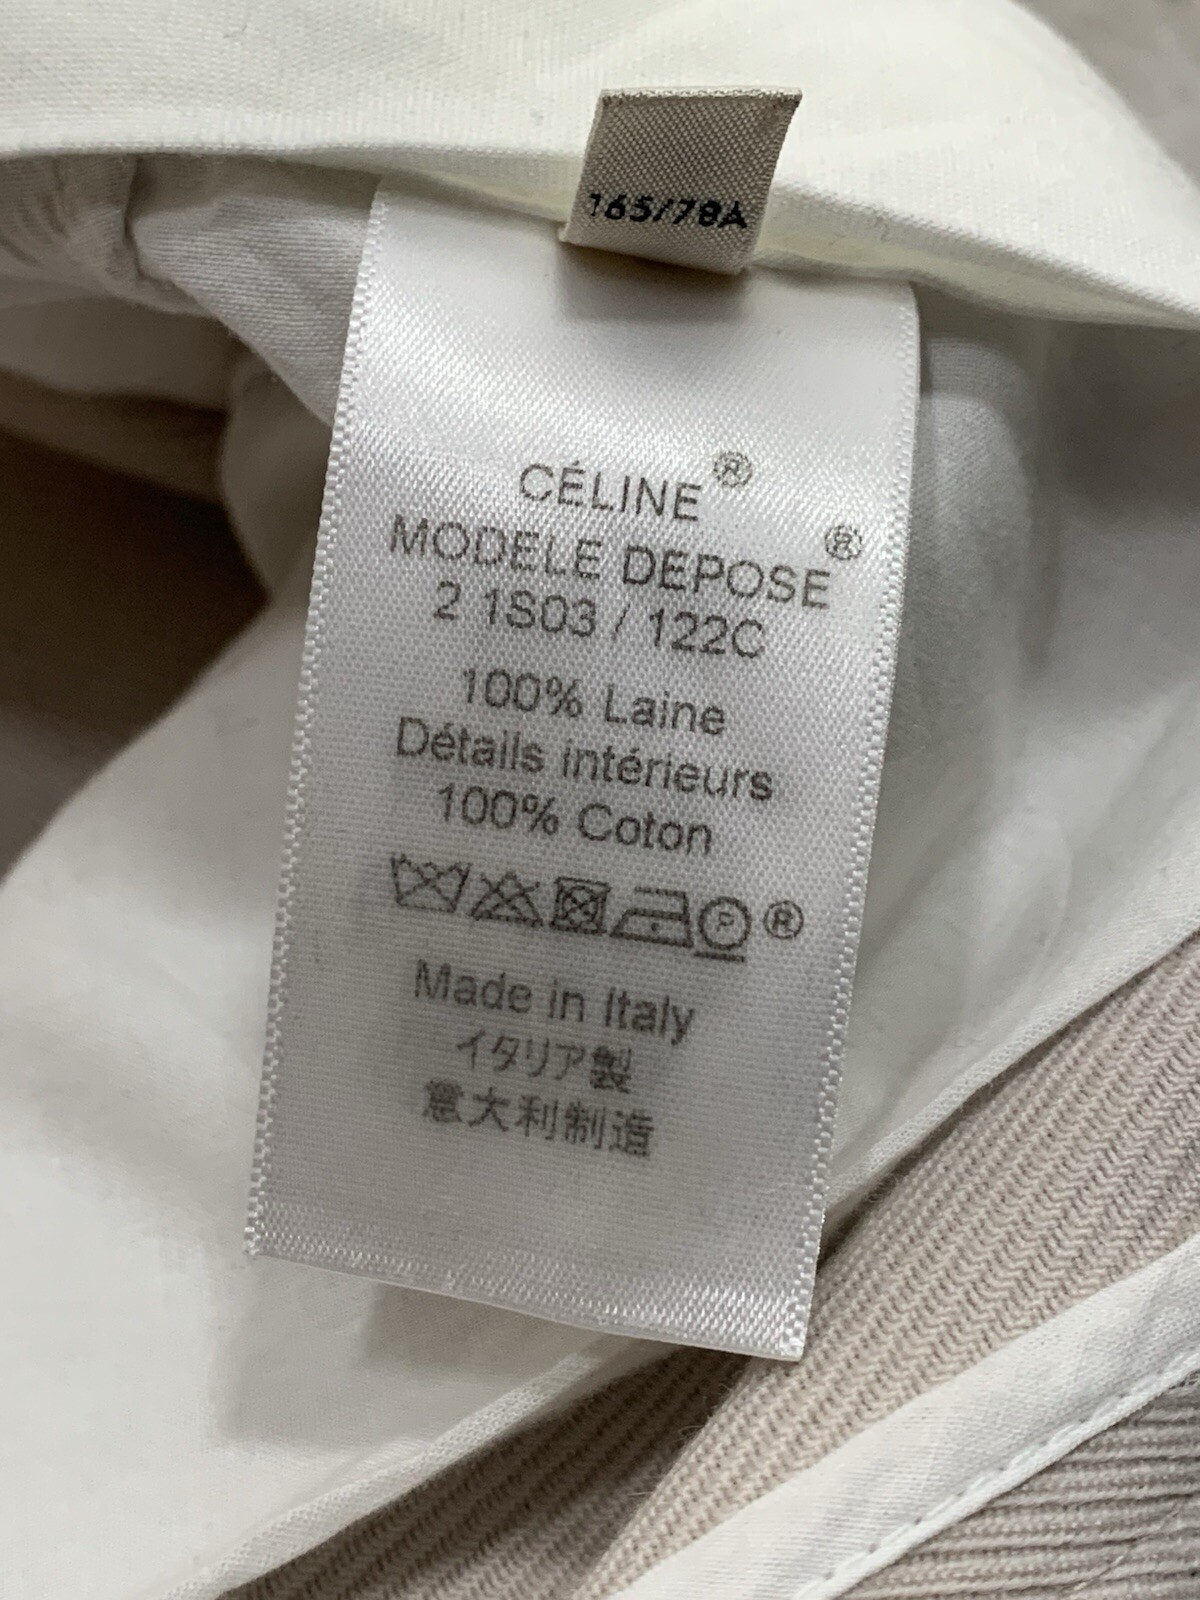 165/78A
CÉLINE®
MODELE DEPOSE®
2 1S03 / 122C
100% Laine
Détails intérieurs
100% Coton
P ®
Made in Italy
イタリア製
意大利制造